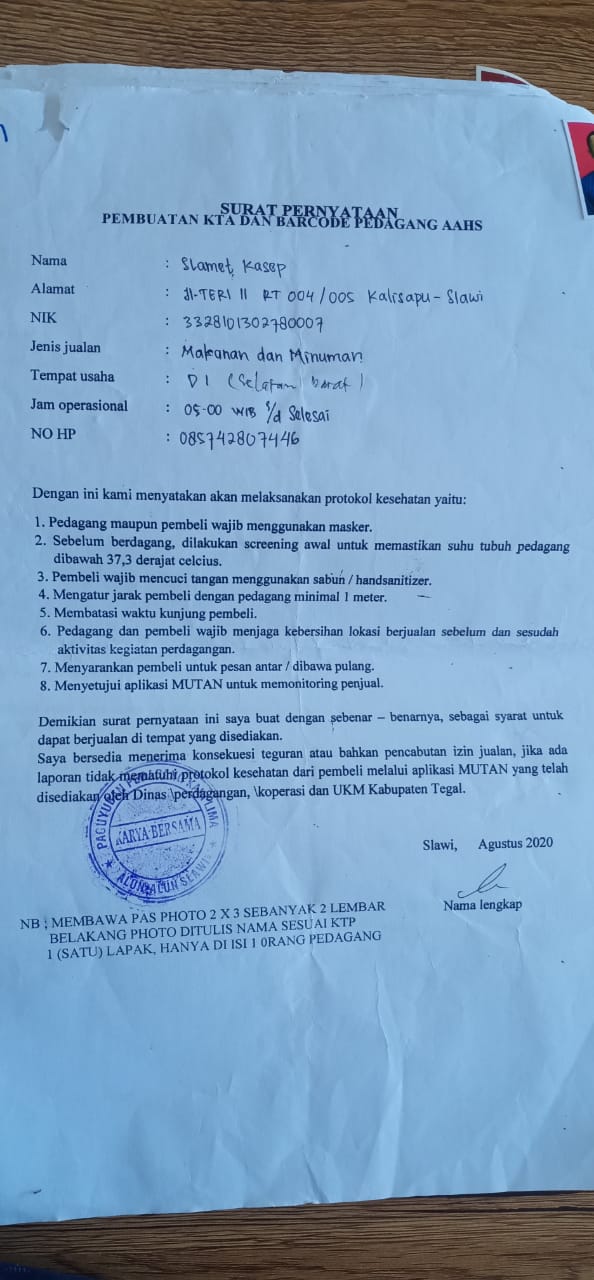 SURAT PERNYATAAN
PEMBUATAN KTA DAN BARCODE PEDAGANG AAHS
Nama : Slamet Kasep
Alamat : Jl-TERI II RT 004/005 Kalisapu-Slawi
NIK : 3328101302780007
Jenis jualan : Makanan dan Minuman
Tempat usaha : D1 (Selatan barat)
Jam operasional : 05-00 WIB s/d Selesai
NO HP : 085742807446
Dengan ini kami menyatakan akan melaksanakan protokol kesehatan yaitu:
1. Pedagang maupun pembeli wajib menggunakan masker.
2. Sebelum berdagang, dilakukan screening awal untuk memastikan suhu tubuh pedagang
dibawah 37,3 derajat celcius.
3. Pembeli wajib mencuci tangan menggunakan sabun / handsanitizer.
4. Mengatur jarak pembeli dengan pedagang minimal 1 meter.
5. Membatasi waktu kunjung pembeli.
6. Pedagang dan pembeli wajib menjaga kebersihan lokasi berjualan sebelum dan sesudah
aktivitas kegiatan perdagangan.
7. Menyarankan pembeli untuk pesan antar / dibawa pulang.
8. Menyetujui aplikasi MUTAN untuk memonitoring penjual.
Demikian surat pernyataan ini saya buat dengan sebenar – benarnya, sebagai syarat untuk
dapat berjualan di tempat yang disediakan.
Saya bersedia menerima konsekuesi teguran atau bahkan pencabutan izin jualan, jika ada
laporan tidak mematuhi protokol kesehatan dari pembeli melalui aplikasi MUTAN yang telah
disediakan oleh Dinas \perdagangan, \koperasi dan UKM Kabupaten Tegal.
PAGUYUBAN
KARYA BERSAMA
ALUN-ALUN SLAWI
Slawi, Agustus 2020
Nama lengkap
NB : MEMBAWA PAS PHOTO 2 X 3 SEBANYAK 2 LEMBAR
BELAKANG PHOTO DITULIS NAMA SESUAI KTP
1 (SATU) LAPAK, HANYA DI ISI 1 0RANG PEDAGANG